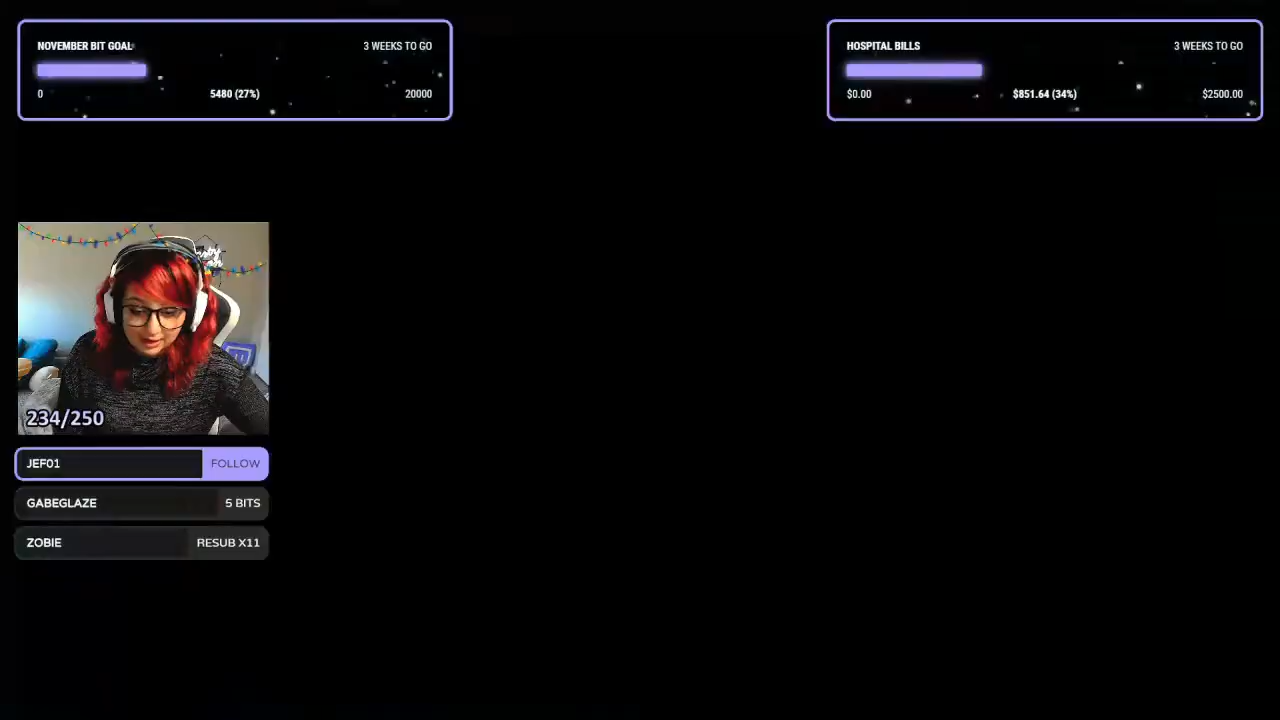 NOVEMBER BIT GOAL 3 WEEKS TO GO
0 5480 (27%) 20000
HOSPITAL BILLS 3 WEEKS TO GO
$0.00 $851.64 (34%) $2500.00
234/250
JEF01 FOLLOW
GABEGLAZE 5 BITS
ZOBIE RESUB X11